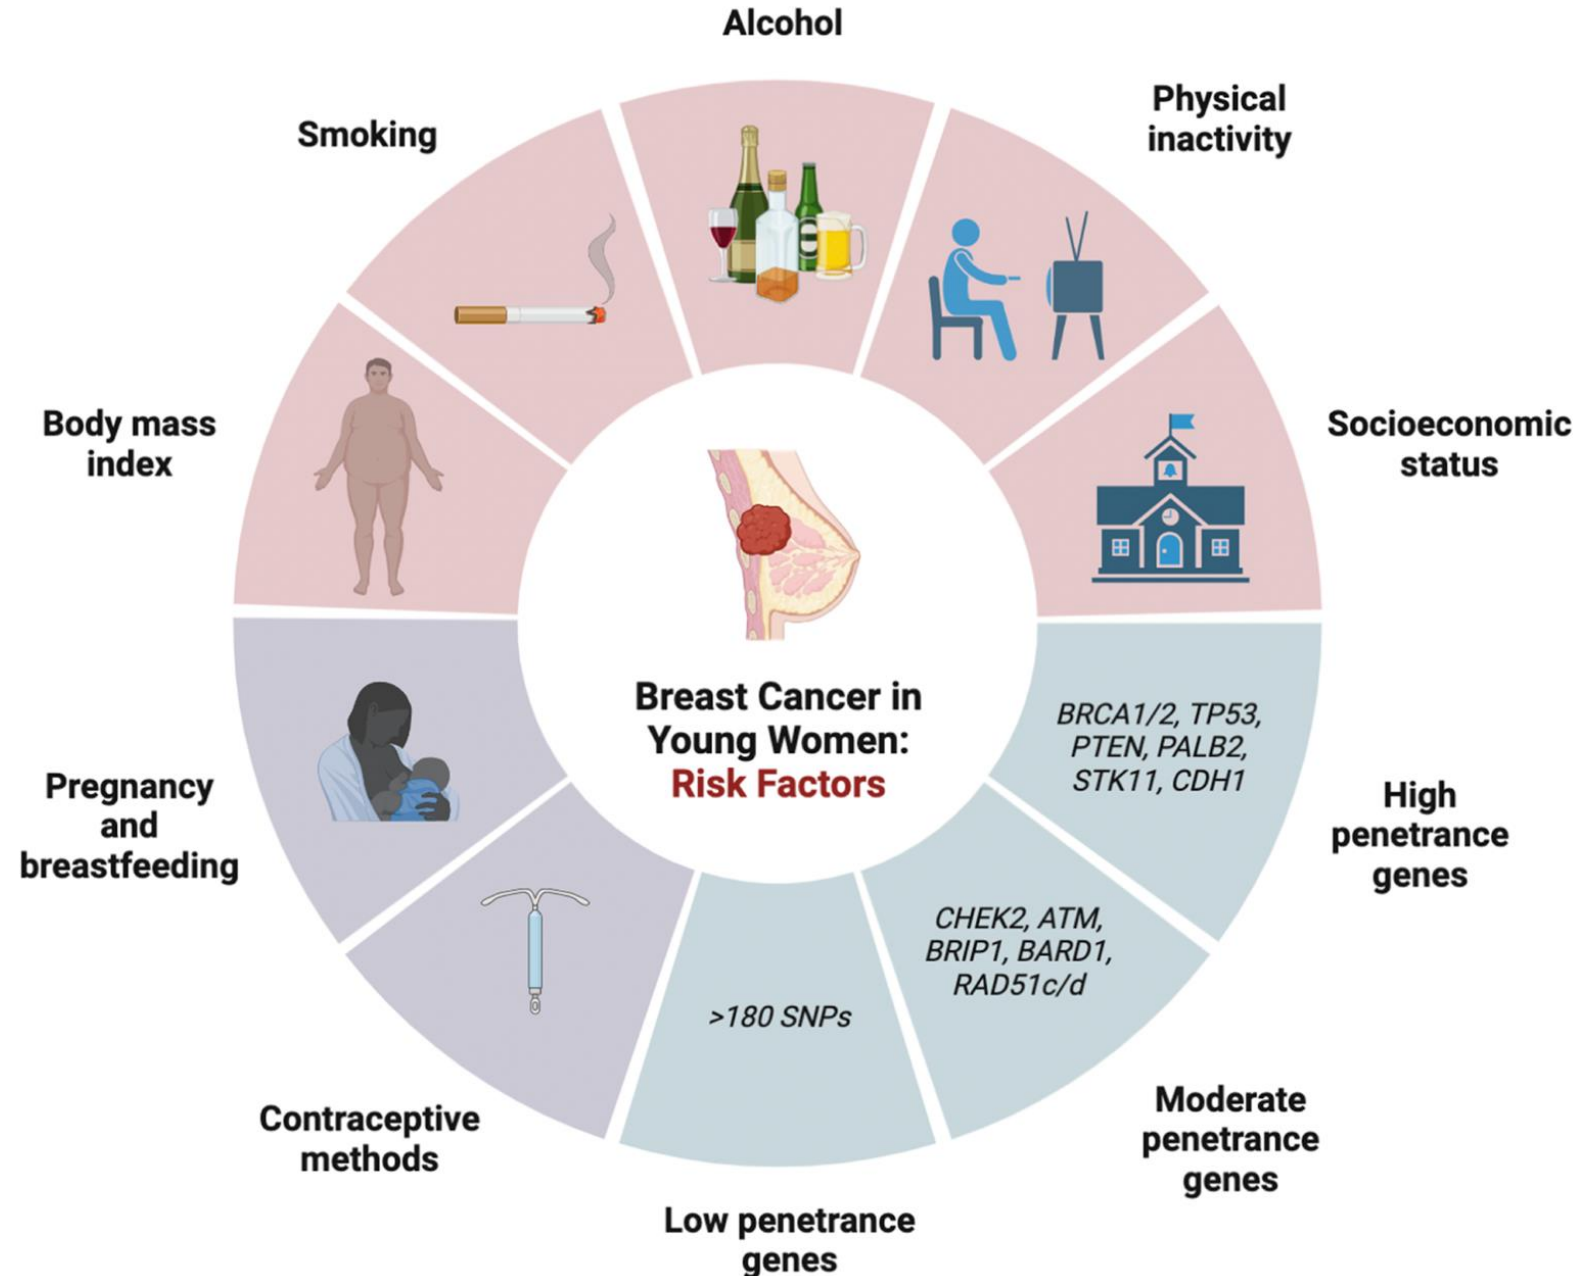 Alcohol
Physical
inactivity
Smoking
Socioeconomic
status
Body mass
index
Breast Cancer in
Young Women:
Risk Factors
BRCA1/2, TP53,
PTEN, PALB2,
STK11, CDH1
High
penetrance
genes
Pregnancy
and
breastfeeding
CHEK2, ATM,
BRIP1, BARD1,
RAD51c/d
>180 SNPs
Moderate
penetrance
genes
Contraceptive
methods
Low penetrance
genes